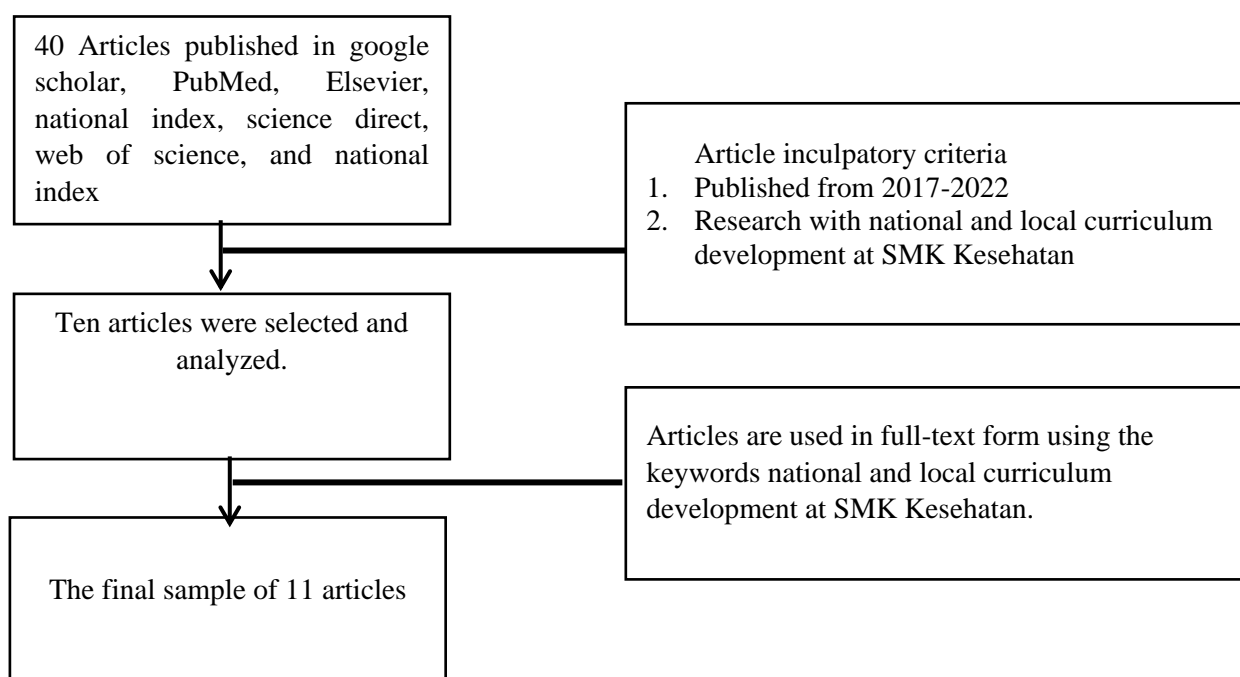 40 Articles published in google
scholar, PubMed, Elsevier,
national index, science direct,
web of science, and national
index
Article inculpatory criteria
1. Published from 2017-2022
2. Research with national and local curriculum
development at SMK Kesehatan
Ten articles were selected and
analyzed.
Articles are used in full-text form using the
keywords national and local curriculum
development at SMK Kesehatan.
The final sample of 11 articles